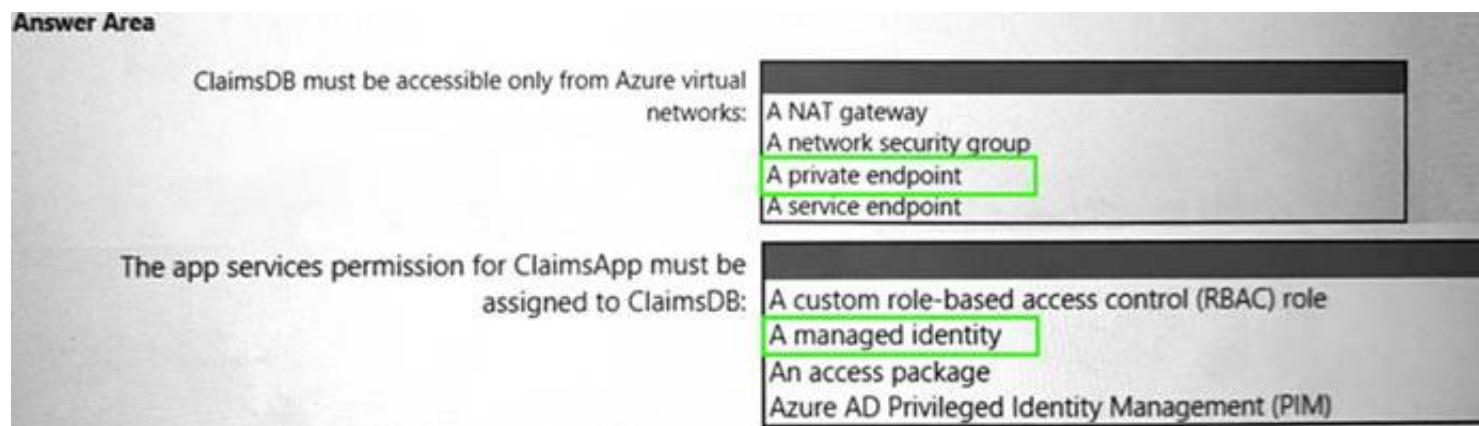 Answer Area
ClaimsDB must be accessible only from Azure virtual
networks:
A NAT gateway
A network security group
A private endpoint
A service endpoint
The app services permission for ClaimsApp must be
assigned to ClaimsDB:
A custom role-based access control (RBAC) role
A managed identity
An access package
Azure AD Privileged Identity Management (PIM)